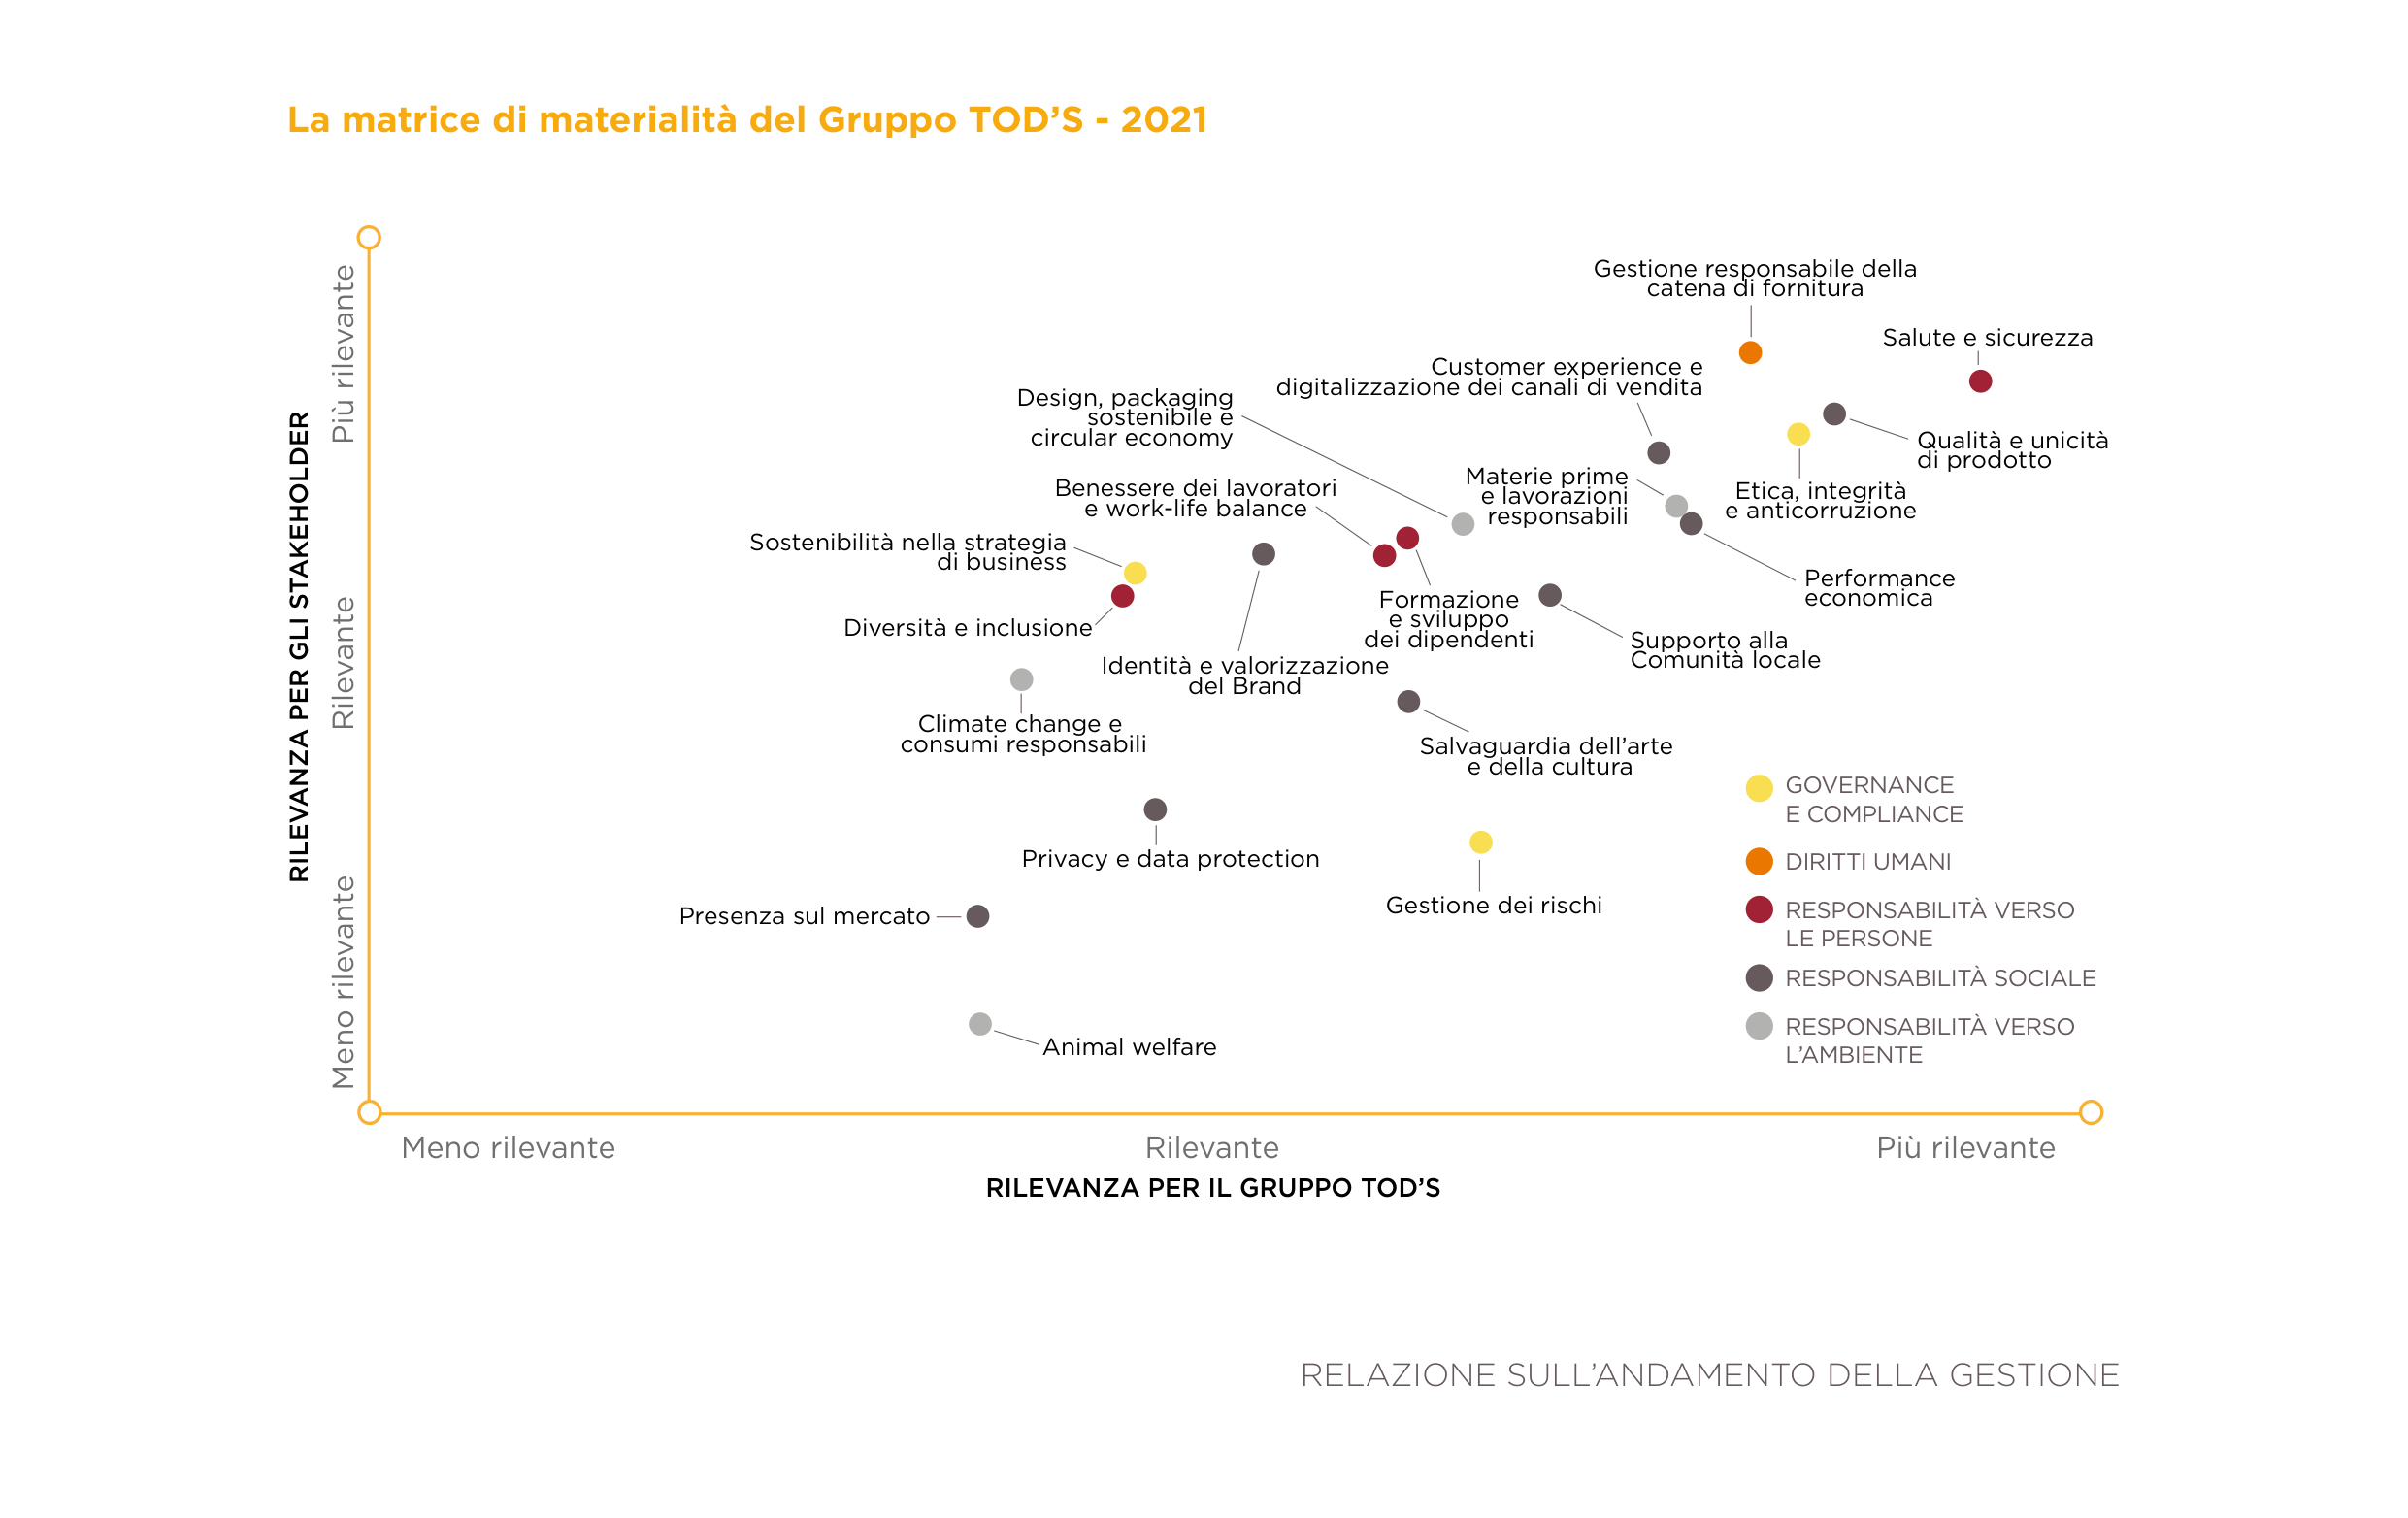 La matrice di materialità del Gruppo TOD’S - 2021
RILEVANZA PER GLI STAKEHOLDER
Più rilevante
Rilevante
Meno rilevante
Gestione responsabile della
catena di fornitura
Salute e sicurezza
Customer experience e
digitalizzazione dei canali di vendita
Design, packaging
sostenibile e
circular economy
Qualità e unicità
di prodotto
Materie prime
e lavorazioni
responsabili
Etica, integrità
e anticorruzione
Benessere dei lavoratori
e work-life balance
Sostenibilità nella strategia
di business
Performance
economica
Formazione
e sviluppo
dei dipendenti
Diversità e inclusione
Supporto alla
Comunità locale
Identità e valorizzazione
del Brand
Climate change e
consumi responsabili
Salvaguardia dell’arte
e della cultura
Privacy e data protection
Gestione dei rischi
Presenza sul mercato
Animal welfare
GOVERNANCE
E COMPLIANCE
DIRITTI UMANI
RESPONSABILITÀ VERSO
LE PERSONE
RESPONSABILITÀ SOCIALE
RESPONSABILITÀ VERSO
L’AMBIENTE
Meno rilevante
Rilevante
Più rilevante
RILEVANZA PER IL GRUPPO TOD’S
RELAZIONE SULL’ANDAMENTO DELLA GESTIONE